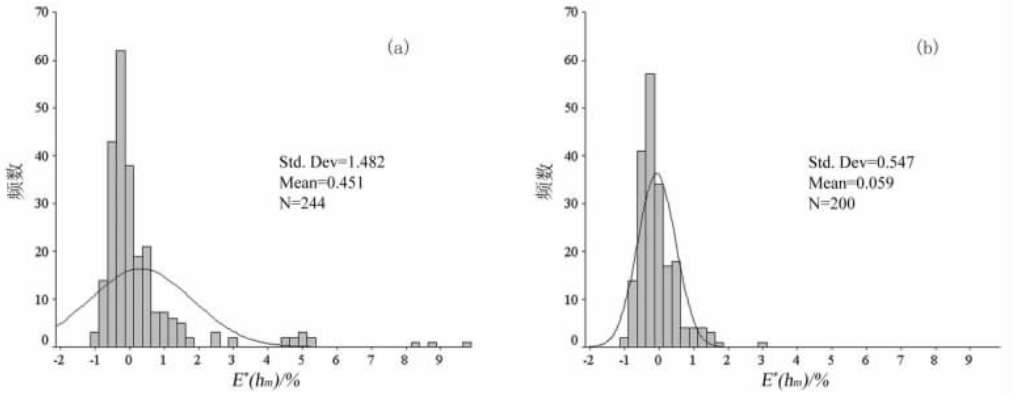 70
60
50
40
30
20
10
0
频数
(a)
Std. Dev=1.482
Mean=0.451
N=244
-2 -1 0 1 2 3 4 5 6 7 8 9
E*(hm)/%
70
60
50
40
30
20
10
0
频数
(b)
Std. Dev=0.547
Mean=0.059
N=200
-2 -1 0 1 2 3 4 5 6 7 8 9
E*(hm)/%